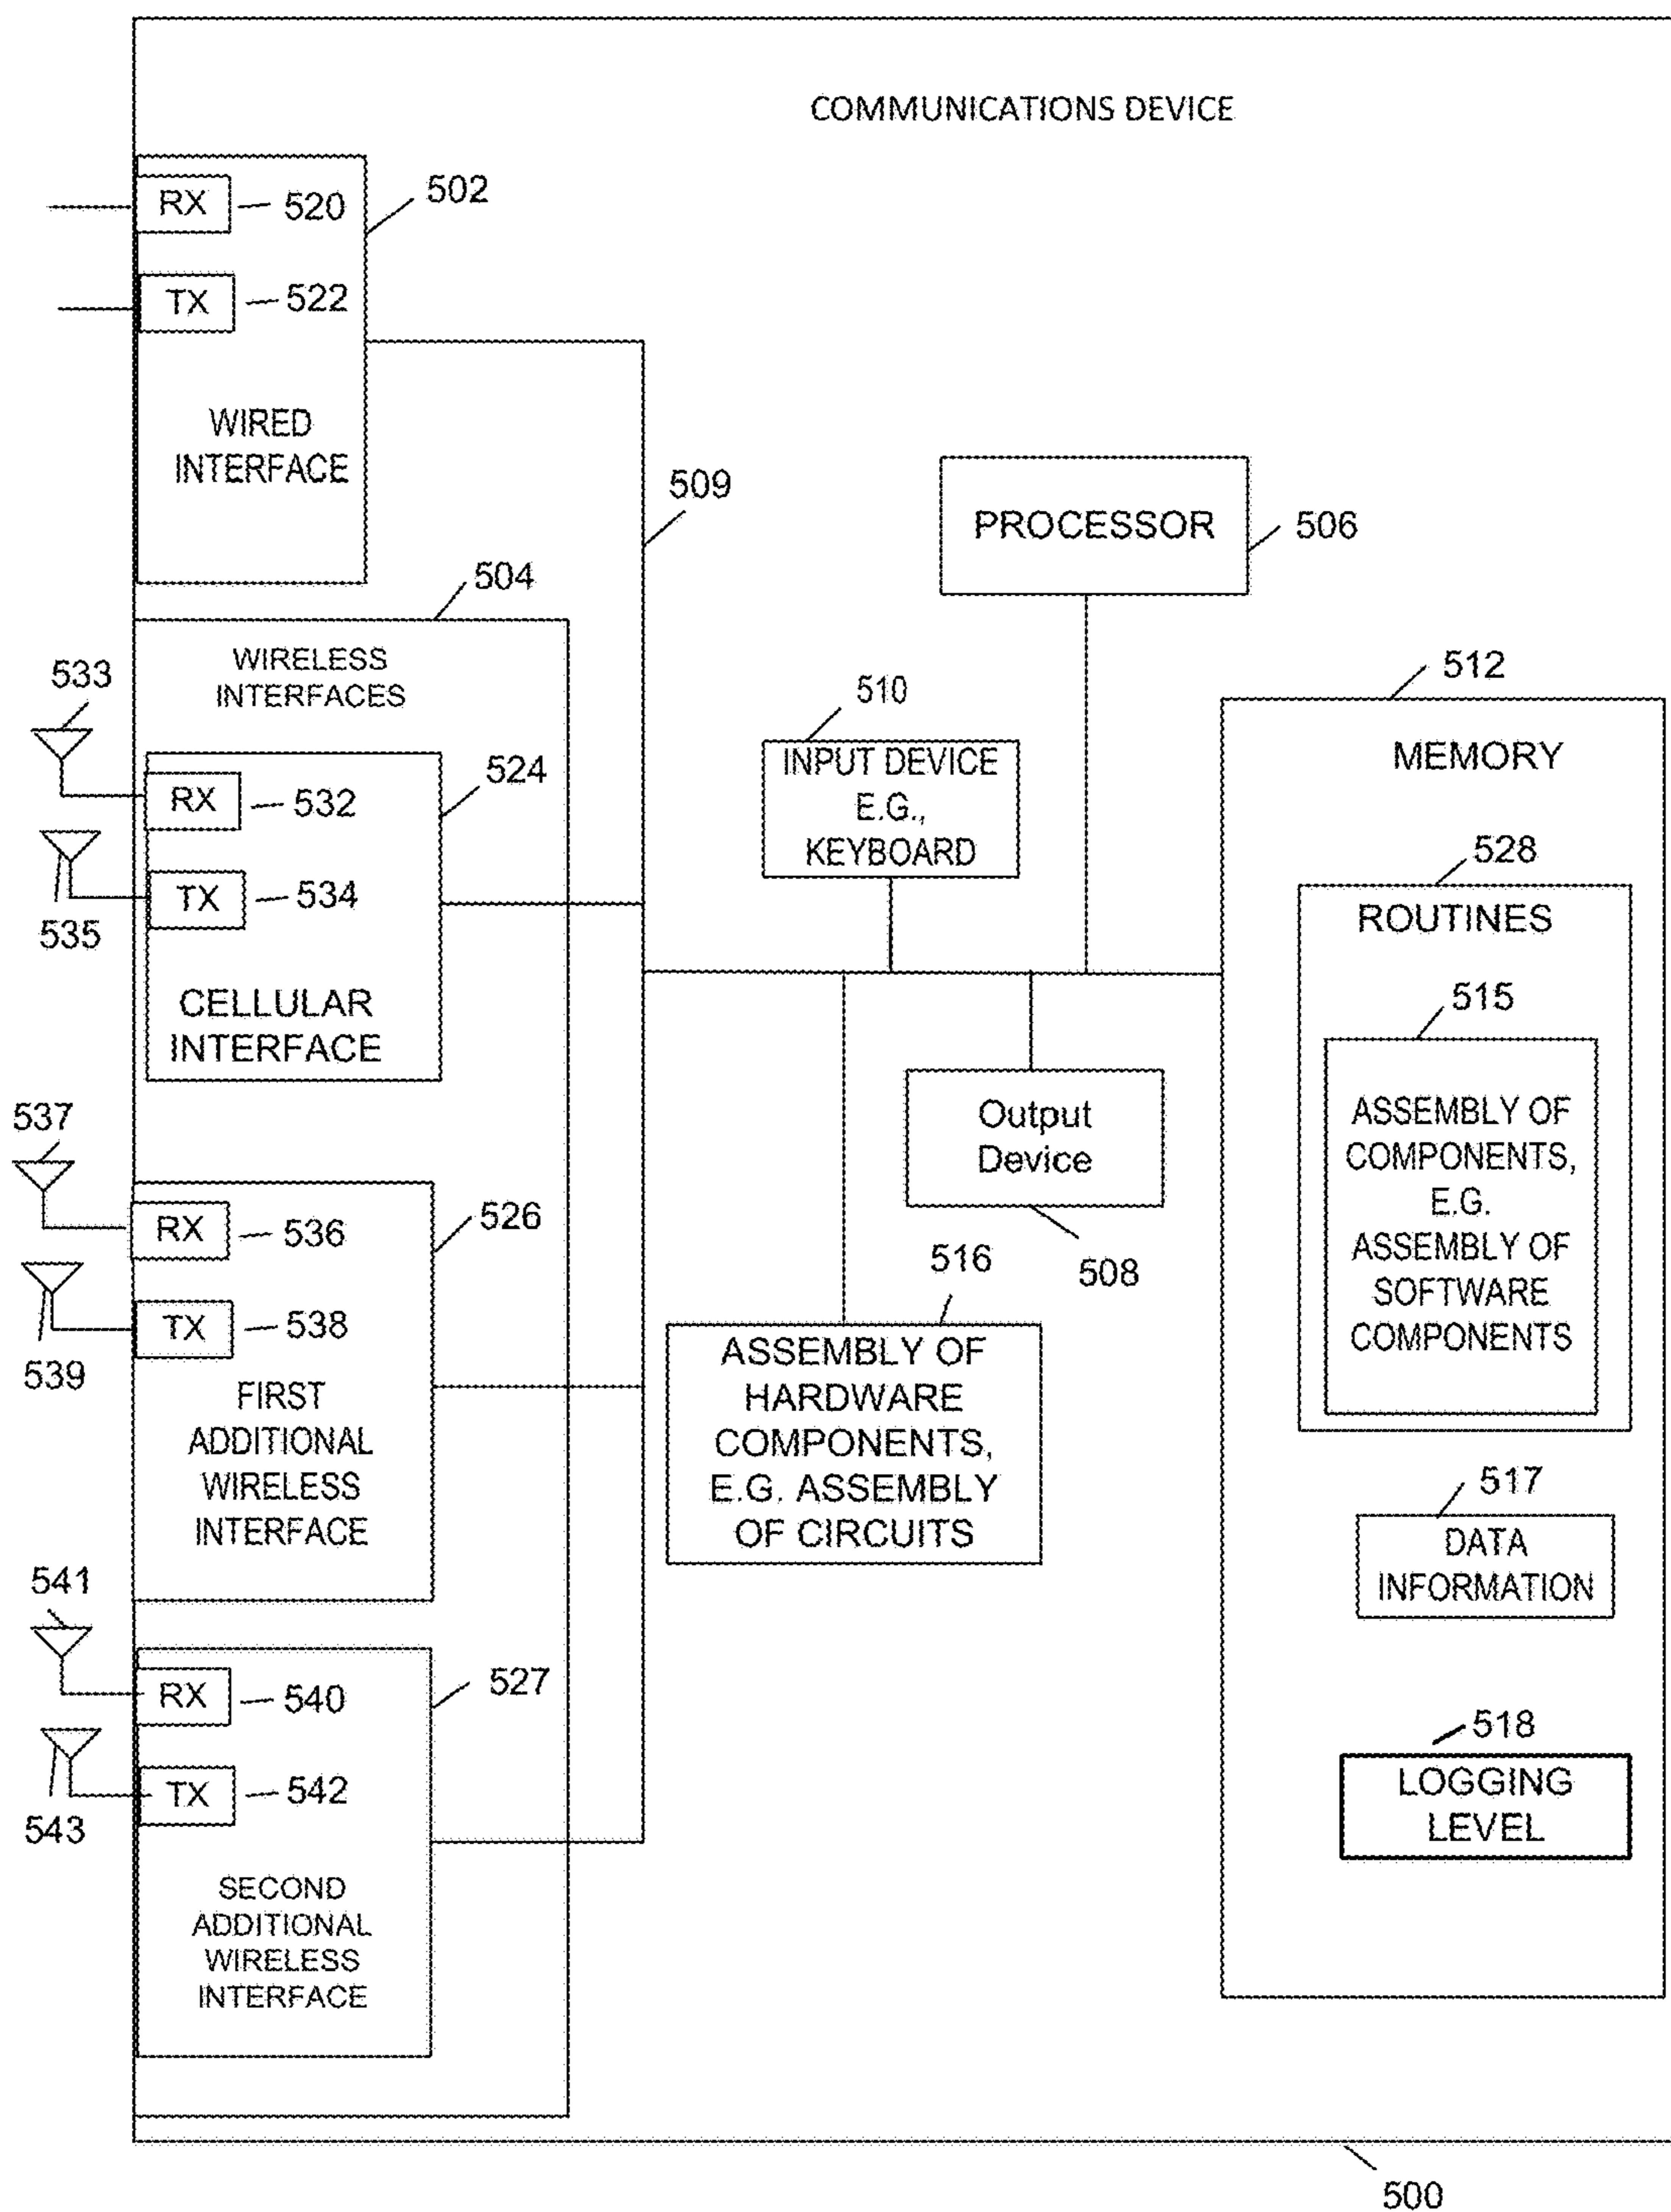 COMMUNICATIONS DEVICE
RX
520
502
TX
522
WIRED
INTERFACE
509
PROCESSOR
506
504
WIRELESS
INTERFACES
533
512
510
MEMORY
INPUT DEVICE
E.G.,
KEYBOARD
524
RX
532
528
TX
534
ROUTINES
535
515
CELLULAR
INTERFACE
Output
Device
508
ASSEMBLY OF
COMPONENTS,
E.G.
ASSEMBLY OF
SOFTWARE
COMPONENTS
537
RX
536
526
516
TX
538
539
FIRST
ADDITIONAL
WIRELESS
INTERFACE
ASSEMBLY OF
HARDWARE
COMPONENTS,
E.G. ASSEMBLY
OF CIRCUITS
517
DATA
INFORMATION
541
RX
540
527
518
TX
542
LOGGING
LEVEL
543
SECOND
ADDITIONAL
WIRELESS
INTERFACE
500